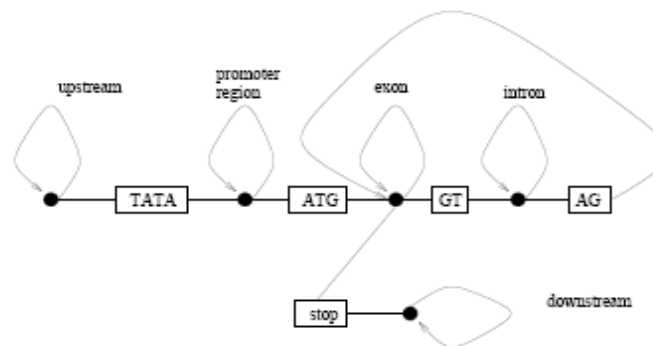 upstream
promoter
region
exon
intron
TATA
ATG
GT
AG
stop
downstream